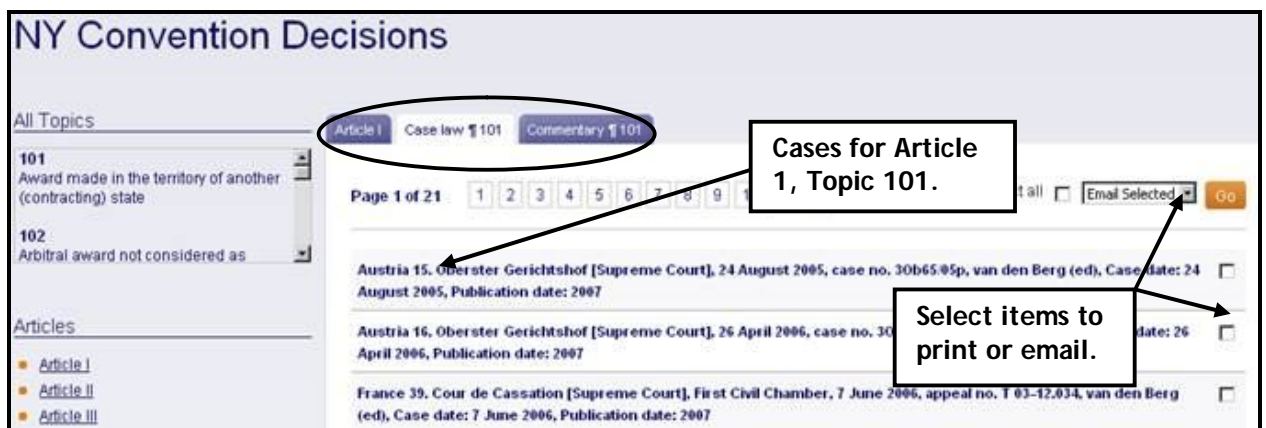 NY Convention Decisions
All Topics
101
Award made in the territory of another
(contracting) state
102
Arbitral award not considered as
Articles
Article I
Article II
Article III
Article I Case law ¶ 101 Commentary ¶ 101
Page 1 of 21 1 2 3 4 5 6 7 8 9 all Email Selected Go
Cases for Article
1, Topic 101.
Austria 15. Oberster Gerichtshof [Supreme Court], 24 August 2005, case no. 3Ob65/05p, van den Berg (ed), Case date: 24
August 2005, Publication date: 2007
Austria 16, Oberster Gerichtshof [Supreme Court], 26 April 2006, case no. date: 26
April 2006, Publication date: 2007
Select items to
print or email.
France 39. Cour de Cassation [Supreme Court], First Civil Chamber, 7 June 2006, appeal no. T 03-12.034, van den Berg
(ed), Case date: 7 June 2006, Publication date: 2007